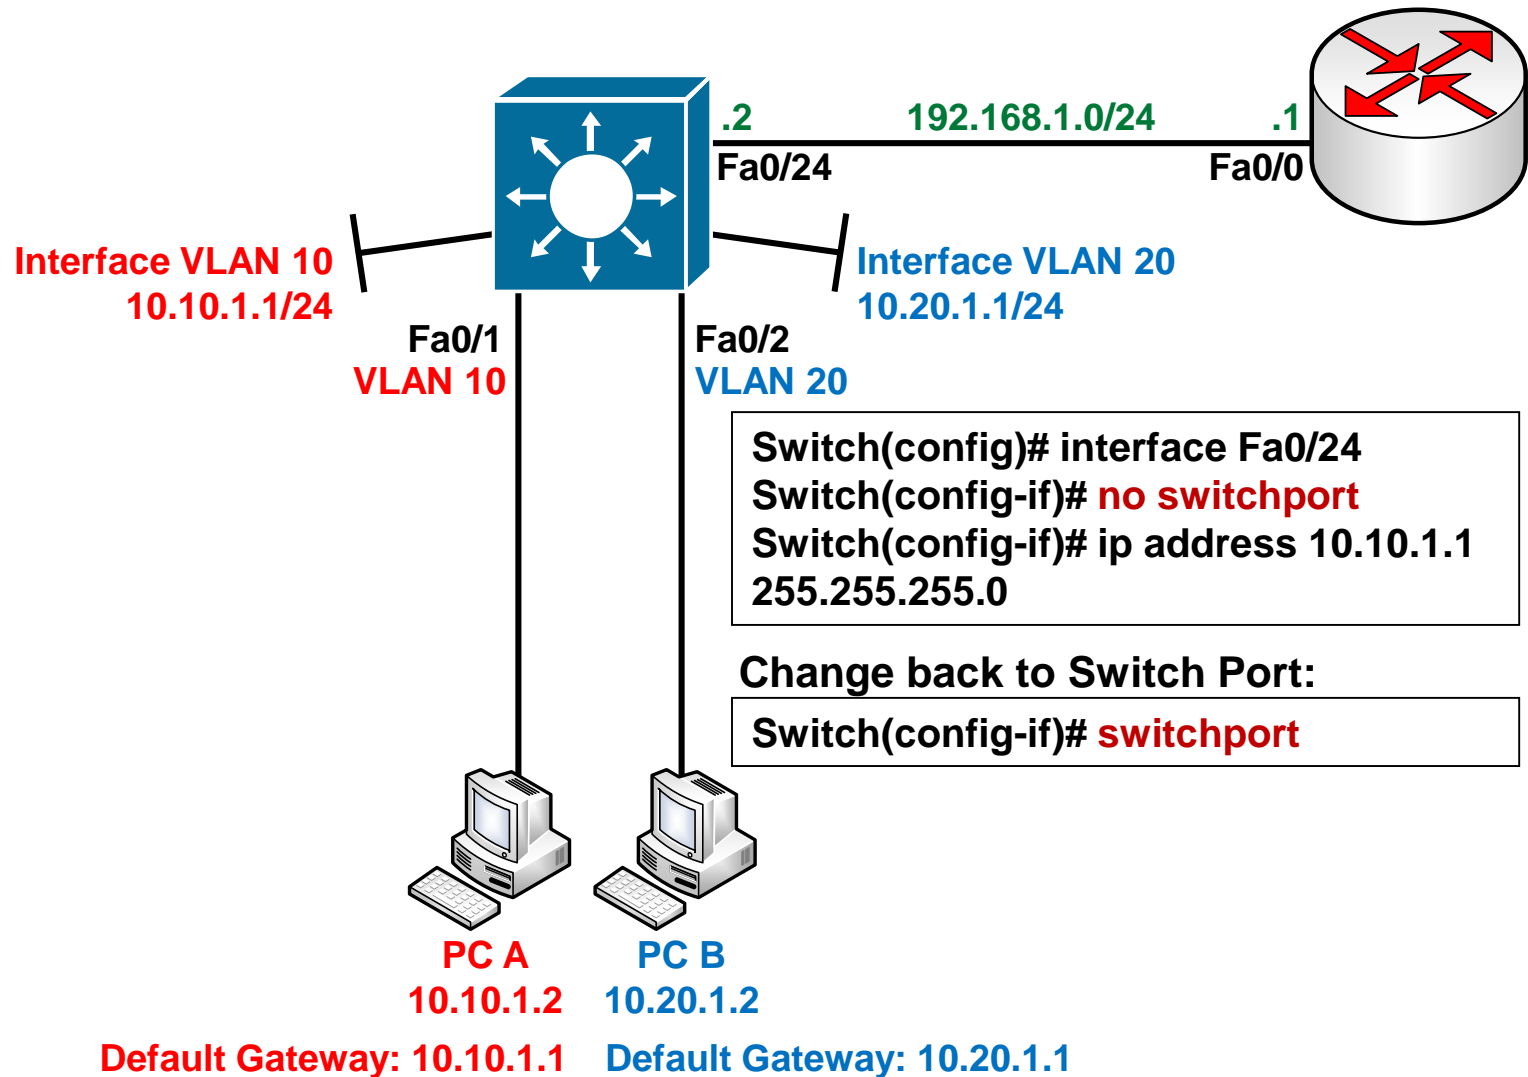 .2 192.168.1.0/24 .1
Fa0/24 Fa0/0
Interface VLAN 10
10.10.1.1/24
Interface VLAN 20
10.20.1.1/24
Fa0/1
VLAN 10
Fa0/2
VLAN 20
Switch(config)# interface Fa0/24
Switch(config-if)# no switchport
Switch(config-if)# ip address 10.10.1.1
255.255.255.0
Change back to Switch Port:
Switch(config-if)# switchport
PC A
10.10.1.2
Default Gateway: 10.10.1.1
PC B
10.20.1.2
Default Gateway: 10.20.1.1